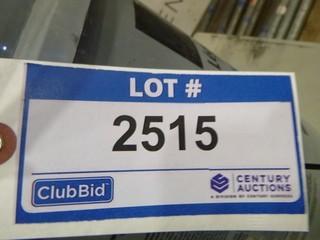 LOT #
2515
ClubBid
CENTURY
AUCTIONS
A DIVISION OF CENTURY SERVICES